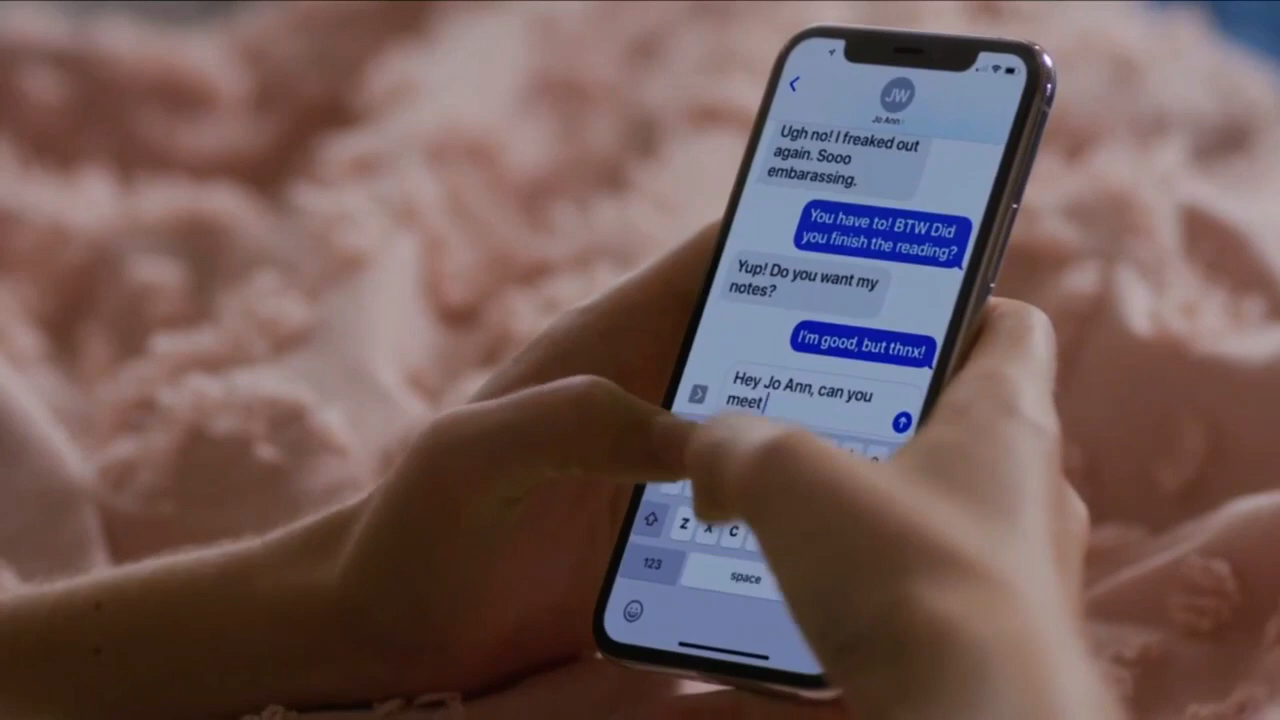 JW
Jo Ann
Ugh no! I freaked out
again. Sooo
embarassing.
You have to! BTW Did
you finish the reading?
Yup! Do you want my
notes?
I'm good, but thnx!
Hey Jo Ann, can you
meet
Z X C
123
space